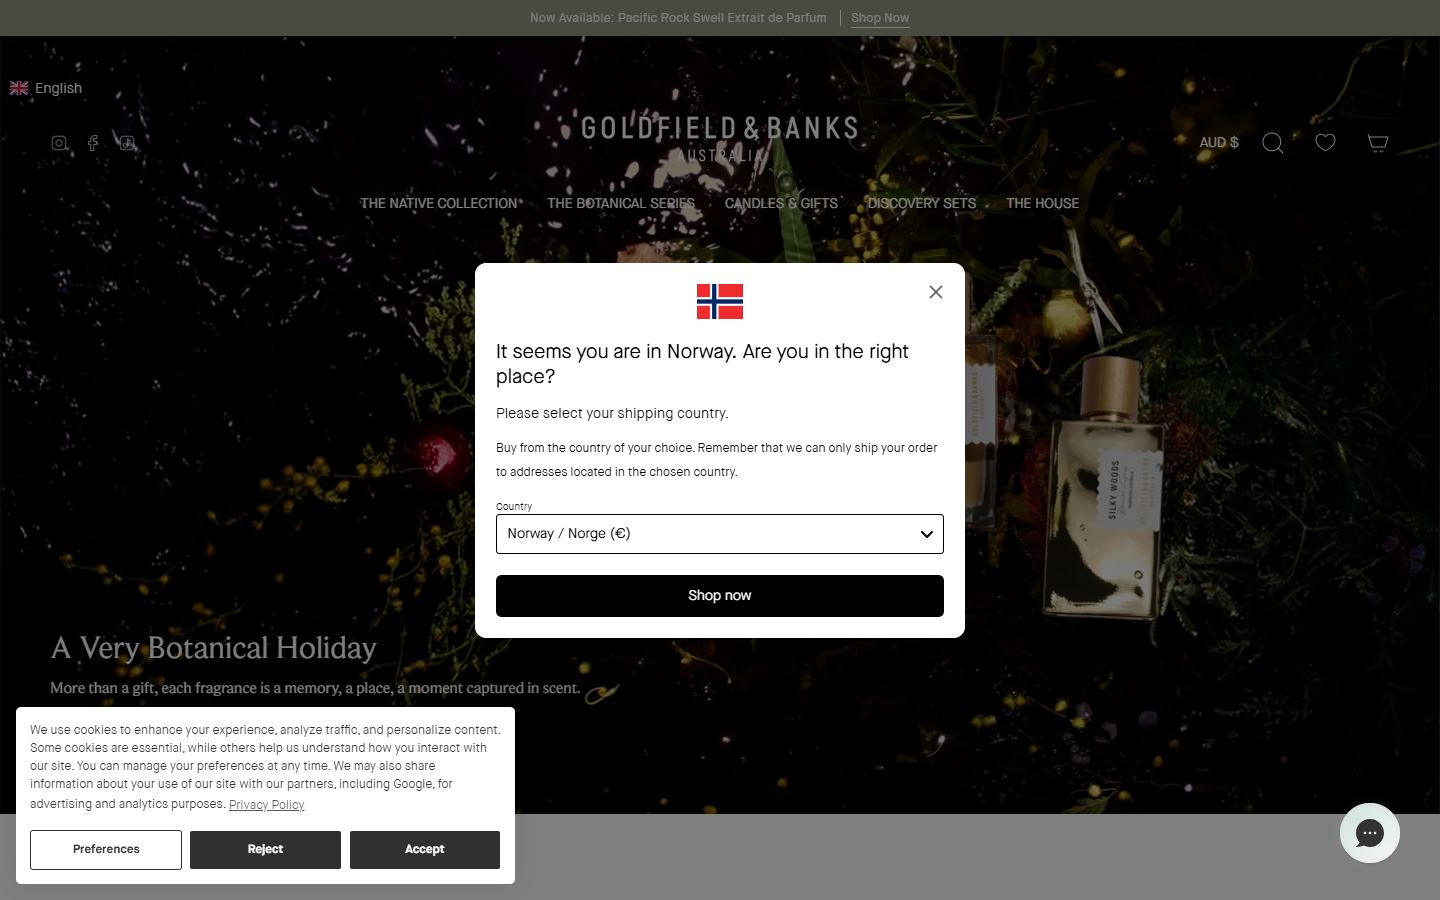 Now Available: Pacific Rock Swell Extrait de Parfum | Shop Now
English
GOLDFIELD & BANKS
AUSTRALIA
AUD $
THE NATIVE COLLECTION
THE BOTANICAL SERIES
CANDLES & GIFTS
DISCOVERY SETS
THE HOUSE
It seems you are in Norway. Are you in the right
place?
Please select your shipping country.
Buy from the country of your choice. Remember that we can only ship your order
to addresses located in the chosen country.
Country
Norway / Norge (€)
Shop now
SILKY WOODS
GOLDFIELD & BANKS
A Very Botanical Holiday
More than a gift, each fragrance is a memory, a place, a moment captured in scent.
We use cookies to enhance your experience, analyze traffic, and personalize content.
Some cookies are essential, while others help us understand how you interact with
our site. You can manage your preferences at any time. We may also share
information about your use of our site with our partners, including Google, for
advertising and analytics purposes. Privacy Policy
Preferences
Reject
Accept